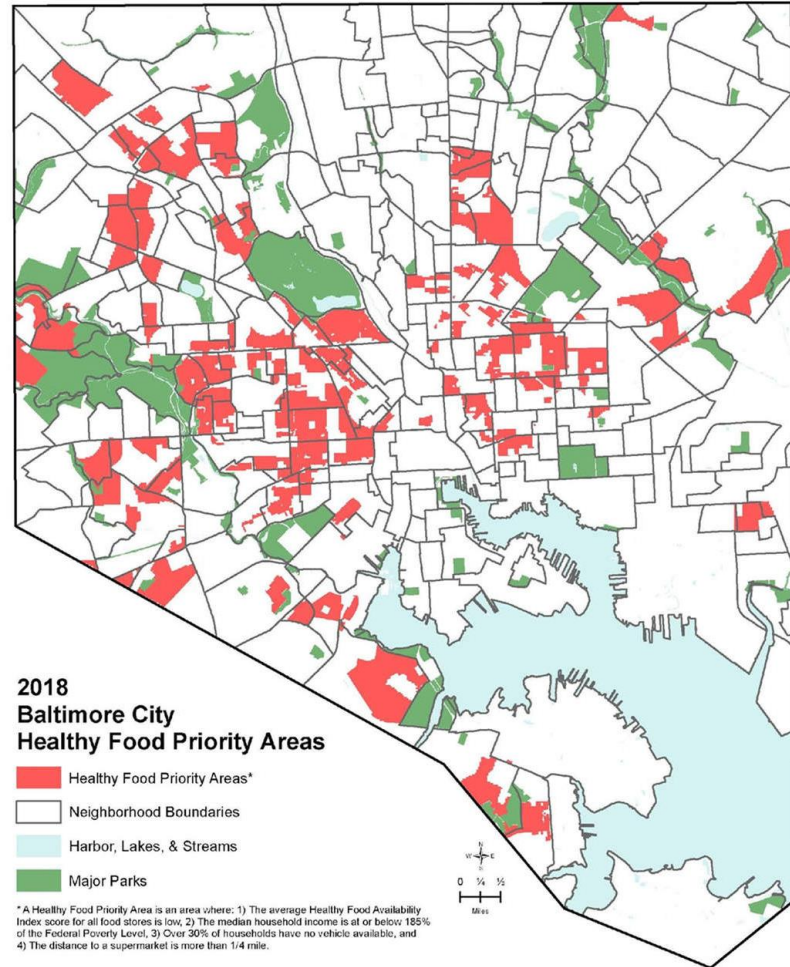 2018
Baltimore City
Healthy Food Priority Areas
Healthy Food Priority Areas*
Neighborhood Boundaries
Harbor, Lakes, & Streams
Major Parks
N
W E
S
0 ¼ ½
Miles
* A Healthy Food Priority Area is an area where: 1) The average Healthy Food Availability
Index score for all food stores is low, 2) The median household income is at or below 185%
of the Federal Poverty Level, 3) Over 30% of households have no vehicle available, and
4) The distance to a supermarket is more than 1/4 mile.